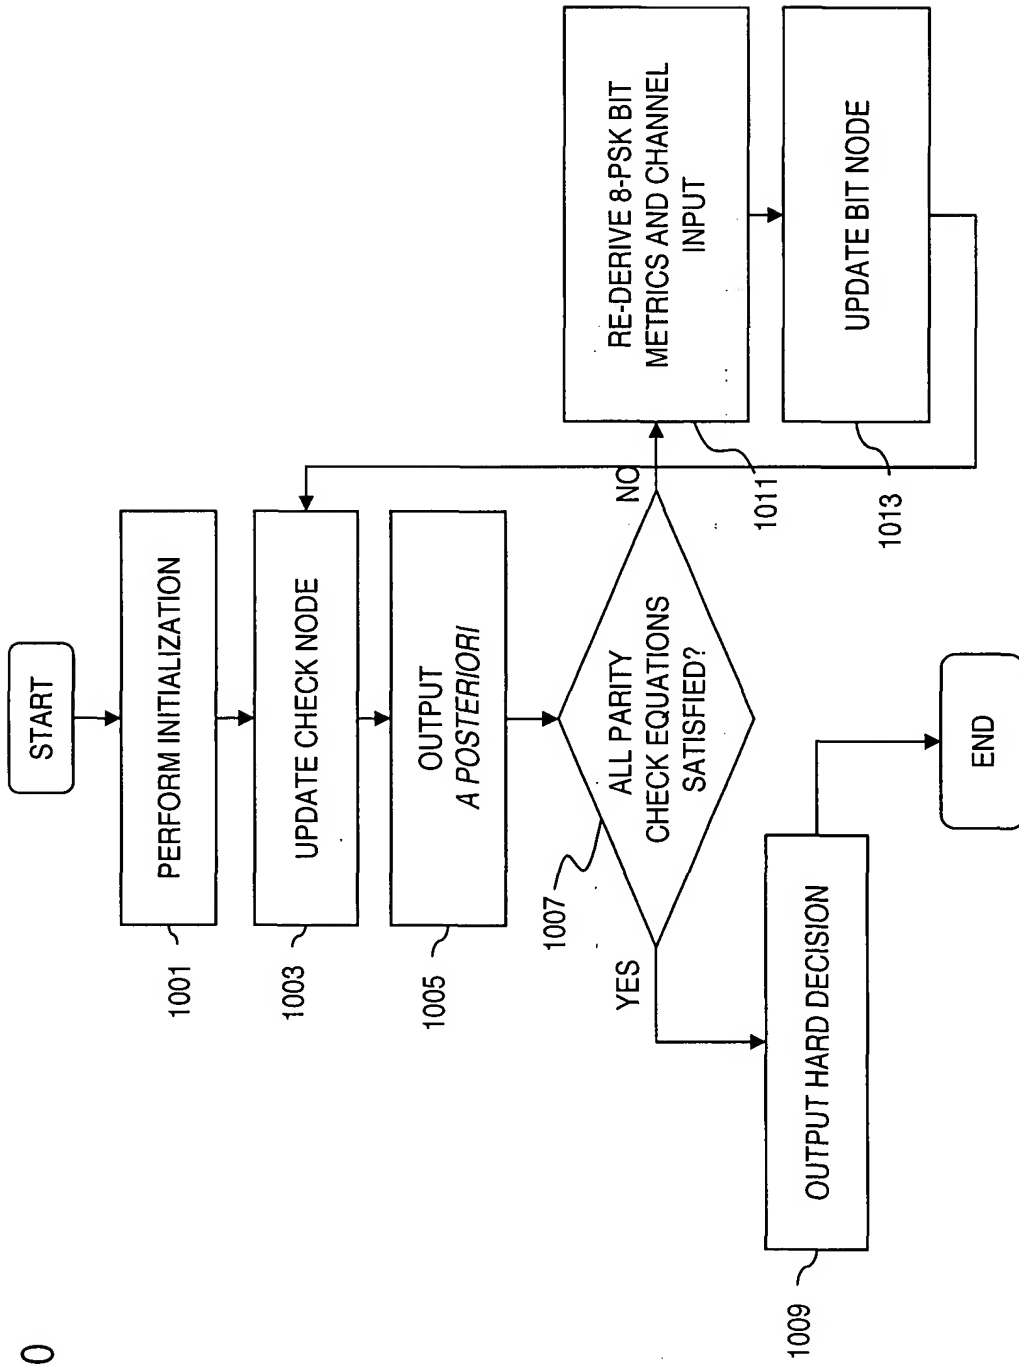 START
PERFORM INITIALIZATION
1001
UPDATE CHECK NODE
1003
OUTPUT
A POSTERIORI
1005
ALL PARITY
CHECK EQUATIONS
SATISFIED?
1007
NO
RE-DERIVE 8-PSK BIT
METRICS AND CHANNEL
INPUT
1011
UPDATE BIT NODE
1013
YES
OUTPUT HARD DECISION
1009
END
0